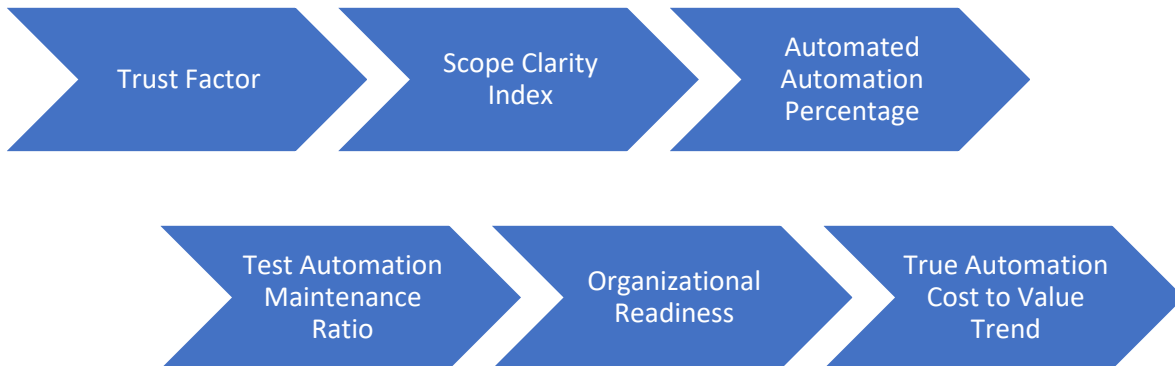 Trust Factor
Scope Clarity
Index
Automated
Automation
Percentage
Test Automation
Maintenance
Ratio
Organizational
Readiness
True Automation
Cost to Value
Trend